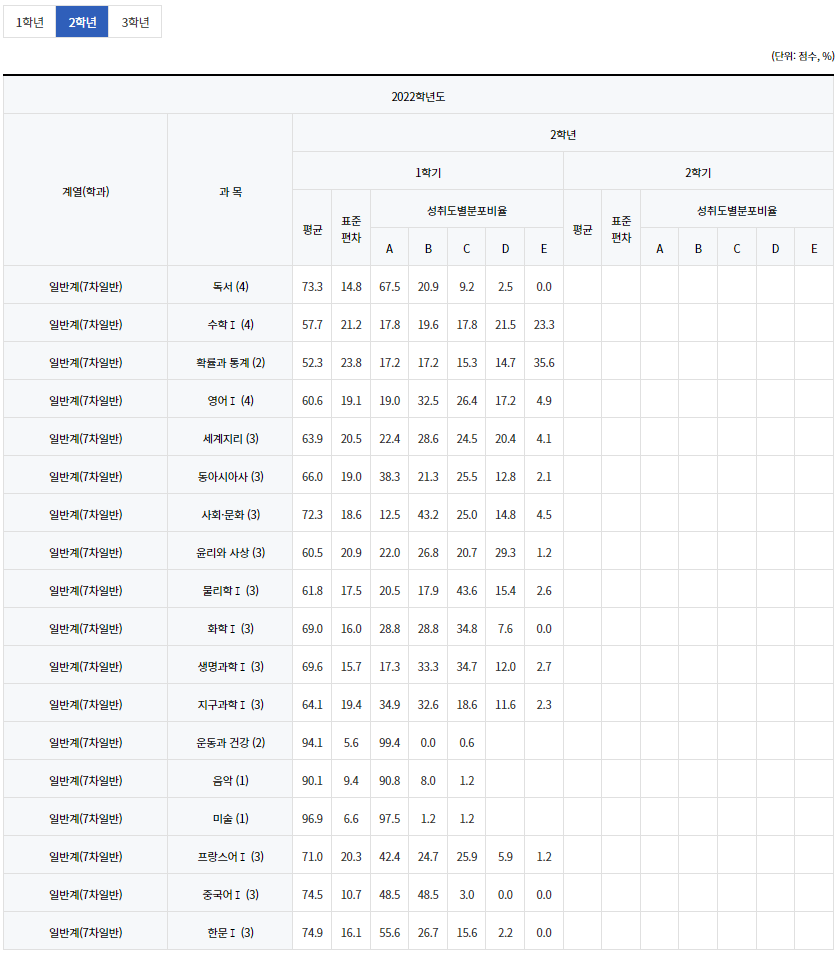 1학년 2학년 3학년
(단위: 점수, %)
2022학년도
계열(학과) 과 목 2학년
1학기 2학기
평균 표준편차 성취도별분포비율 평균 표준편차 성취도별분포비율
A B C D E A B C D E
일반계(7차일반) 독서 (4) 73.3 14.8 67.5 20.9 9.2 2.5 0.0
일반계(7차일반) 수학Ⅰ (4) 57.7 21.2 17.8 19.6 17.8 21.5 23.3
일반계(7차일반) 확률과 통계 (2) 52.3 23.8 17.2 17.2 15.3 14.7 35.6
일반계(7차일반) 영어Ⅰ (4) 60.6 19.1 19.0 32.5 26.4 17.2 4.9
일반계(7차일반) 세계지리 (3) 63.9 20.5 22.4 28.6 24.5 20.4 4.1
일반계(7차일반) 동아시아사 (3) 66.0 19.0 38.3 21.3 25.5 12.8 2.1
일반계(7차일반) 사회·문화 (3) 72.3 18.6 12.5 43.2 25.0 14.8 4.5
일반계(7차일반) 윤리와 사상 (3) 60.5 20.9 22.0 26.8 20.7 29.3 1.2
일반계(7차일반) 물리학Ⅰ (3) 61.8 17.5 20.5 17.9 43.6 15.4 2.6
일반계(7차일반) 화학Ⅰ (3) 69.0 16.0 28.8 28.8 34.8 7.6 0.0
일반계(7차일반) 생명과학Ⅰ (3) 69.6 15.7 17.3 33.3 34.7 12.0 2.7
일반계(7차일반) 지구과학Ⅰ (3) 64.1 19.4 34.9 32.6 18.6 11.6 2.3
일반계(7차일반) 운동과 건강 (2) 94.1 5.6 99.4 0.0 0.6
일반계(7차일반) 음악 (1) 90.1 9.4 90.8 8.0 1.2
일반계(7차일반) 미술 (1) 96.9 6.6 97.5 1.2 1.2
일반계(7차일반) 프랑스어Ⅰ (3) 71.0 20.3 42.4 24.7 25.9 5.9 1.2
일반계(7차일반) 중국어Ⅰ (3) 74.5 10.7 48.5 48.5 3.0 0.0 0.0
일반계(7차일반) 한문Ⅰ (3) 74.9 16.1 55.6 26.7 15.6 2.2 0.0